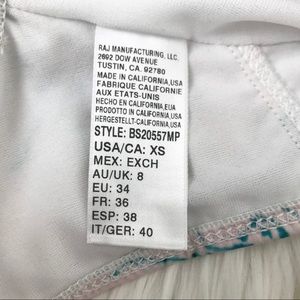 RAJ MANUFACTURING, LLC.
2692 DOW AVENUE
TUSTIN, CA. 92780
MADE IN CALIFORNIA,USA
FABRIQUE CALIFORNIE
AUX ETATS-UNIS
HECHO EN CALIFORNIA,EUA
PRODOTTO IN CALIFORNIA,USA
HERGESTELLT-CALIFORNIA,USA
STYLE: BS20557MP
USA/CA: XS
MEX: EXCH
AU/UK: 8
EU: 34
FR: 36
ESP: 38
IT/GER: 40